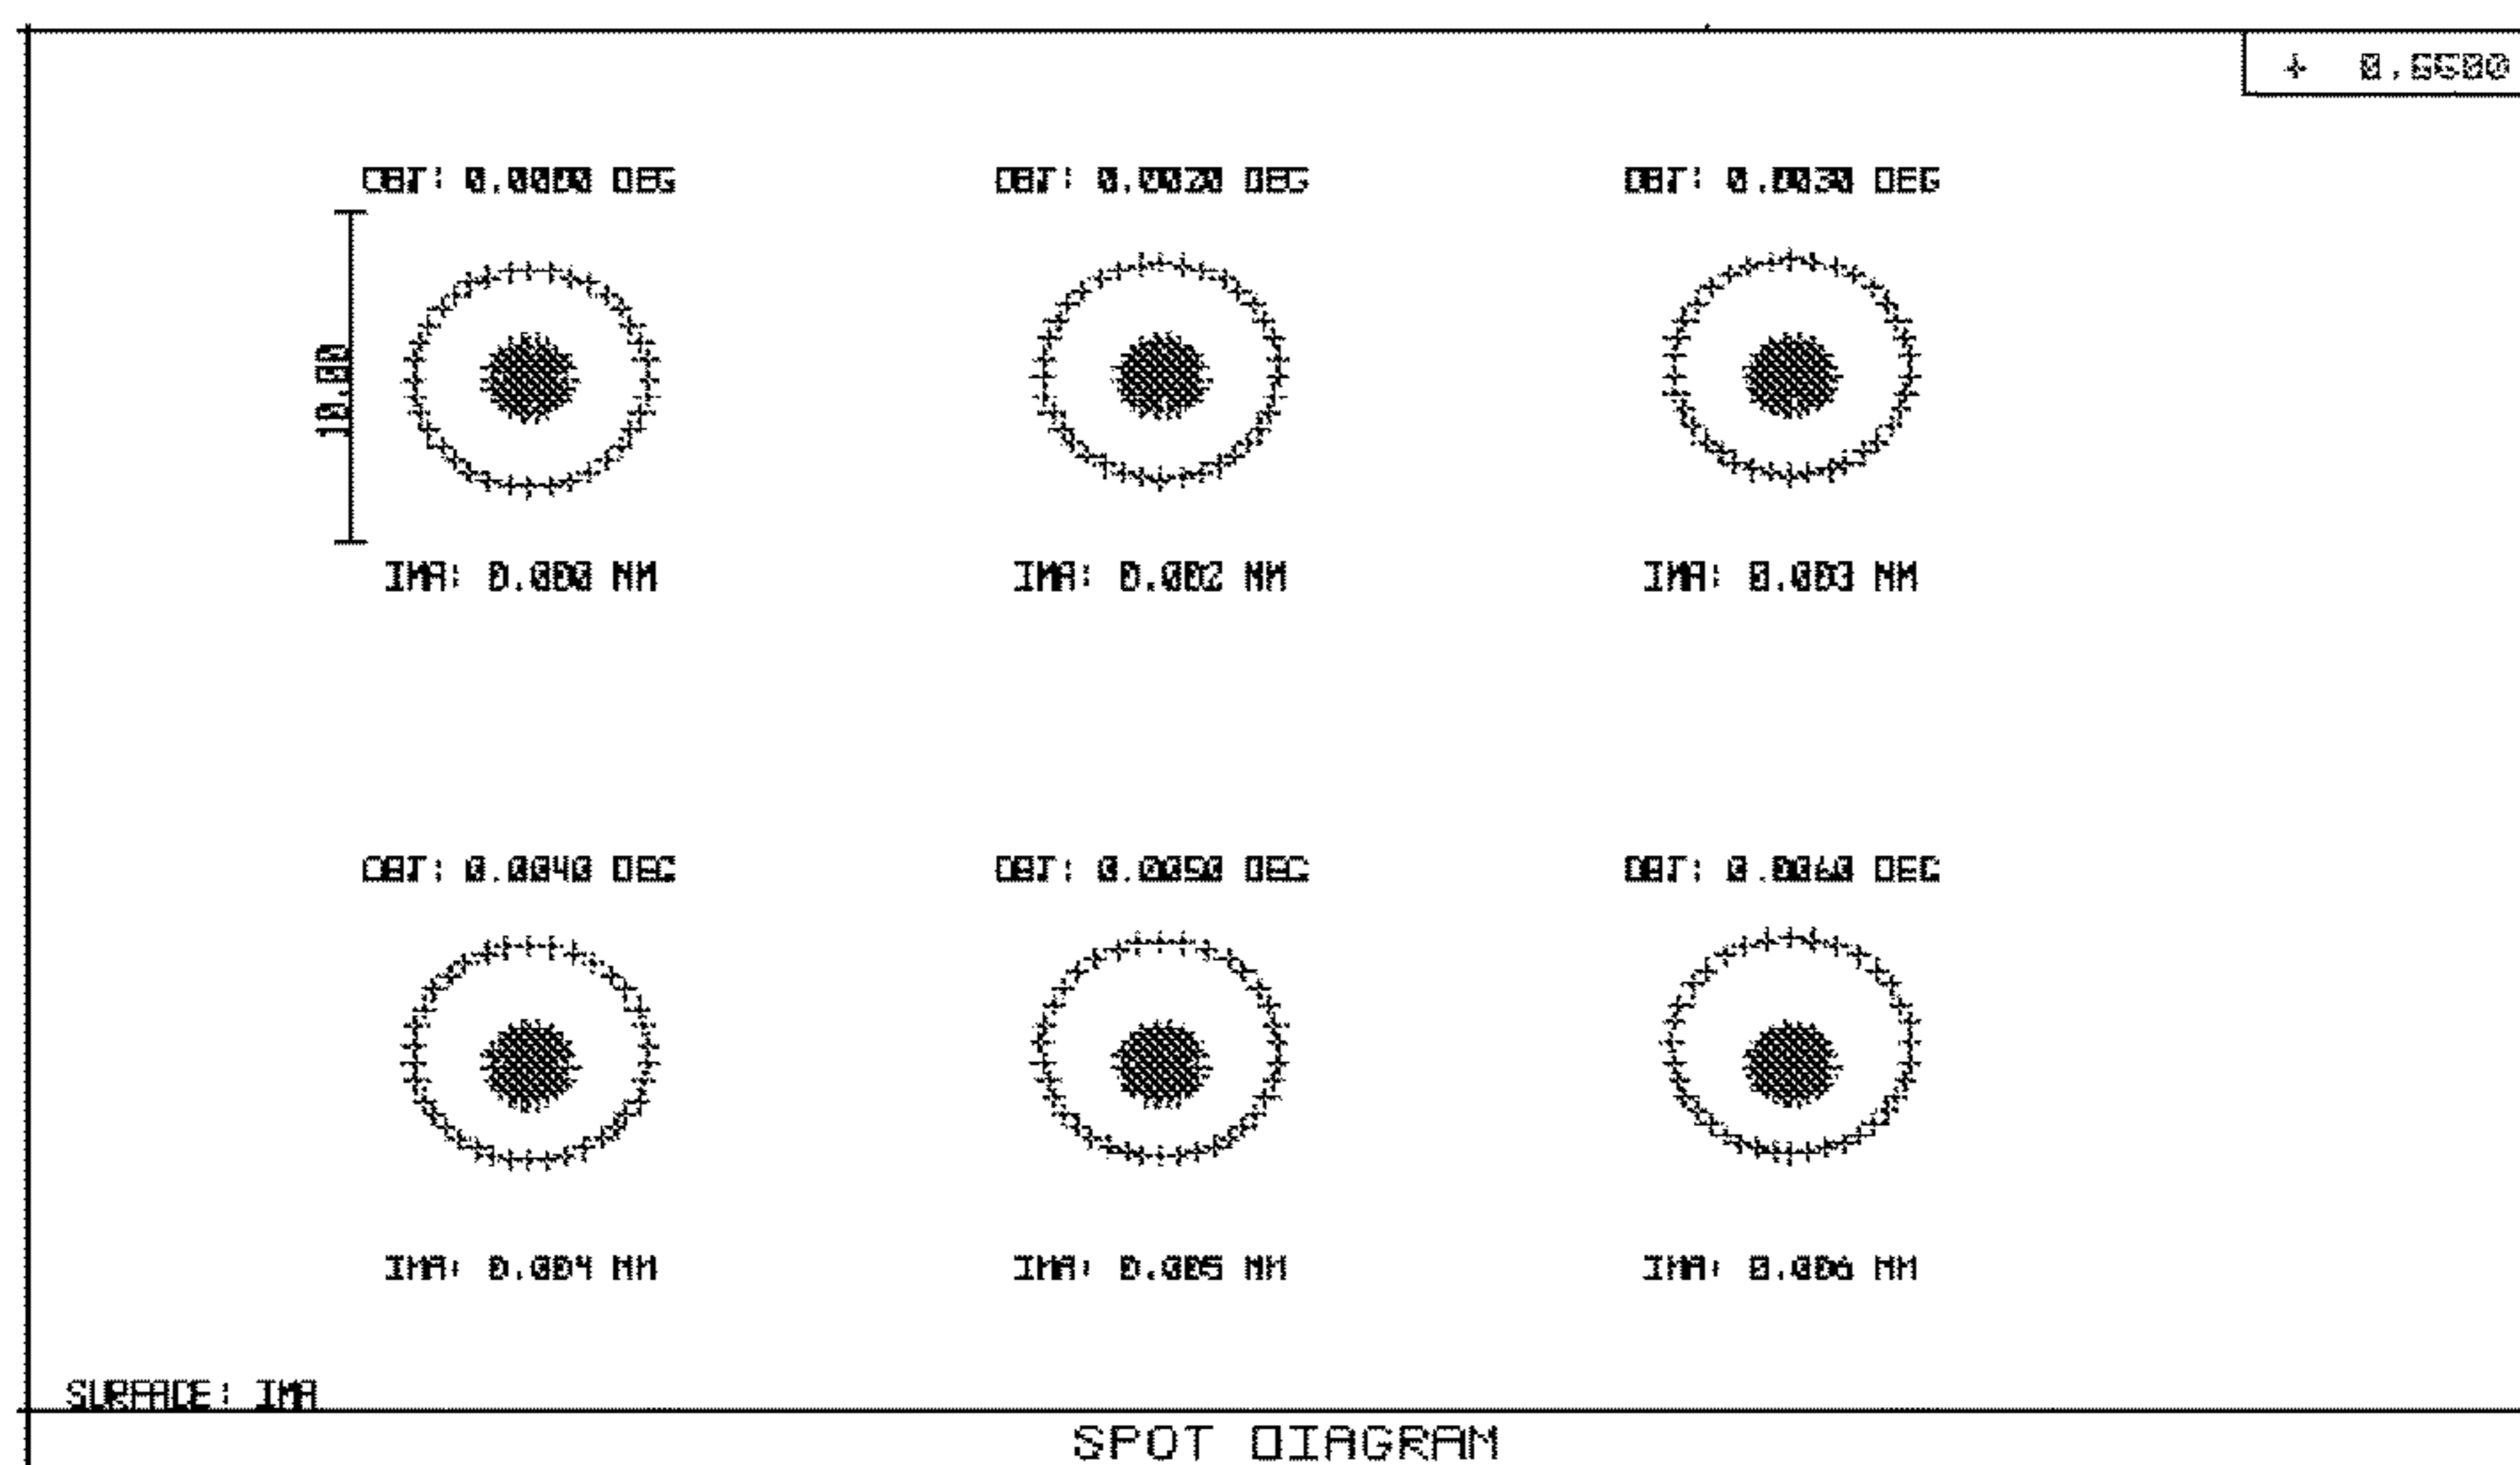 + 0.6500
OBJ: 0.0000 DEG
OBJ: 0.0020 DEG
OBJ: 0.0030 DEG
10.00
IMA: 0.000 MM
IMA: 0.002 MM
IMA: 0.003 MM
OBJ: 0.0040 DEG
OBJ: 0.0050 DEG
OBJ: 0.0060 DEG
IMA: 0.004 MM
IMA: 0.005 MM
IMA: 0.006 MM
SURFACE: IMA
SPOT DIAGRAM